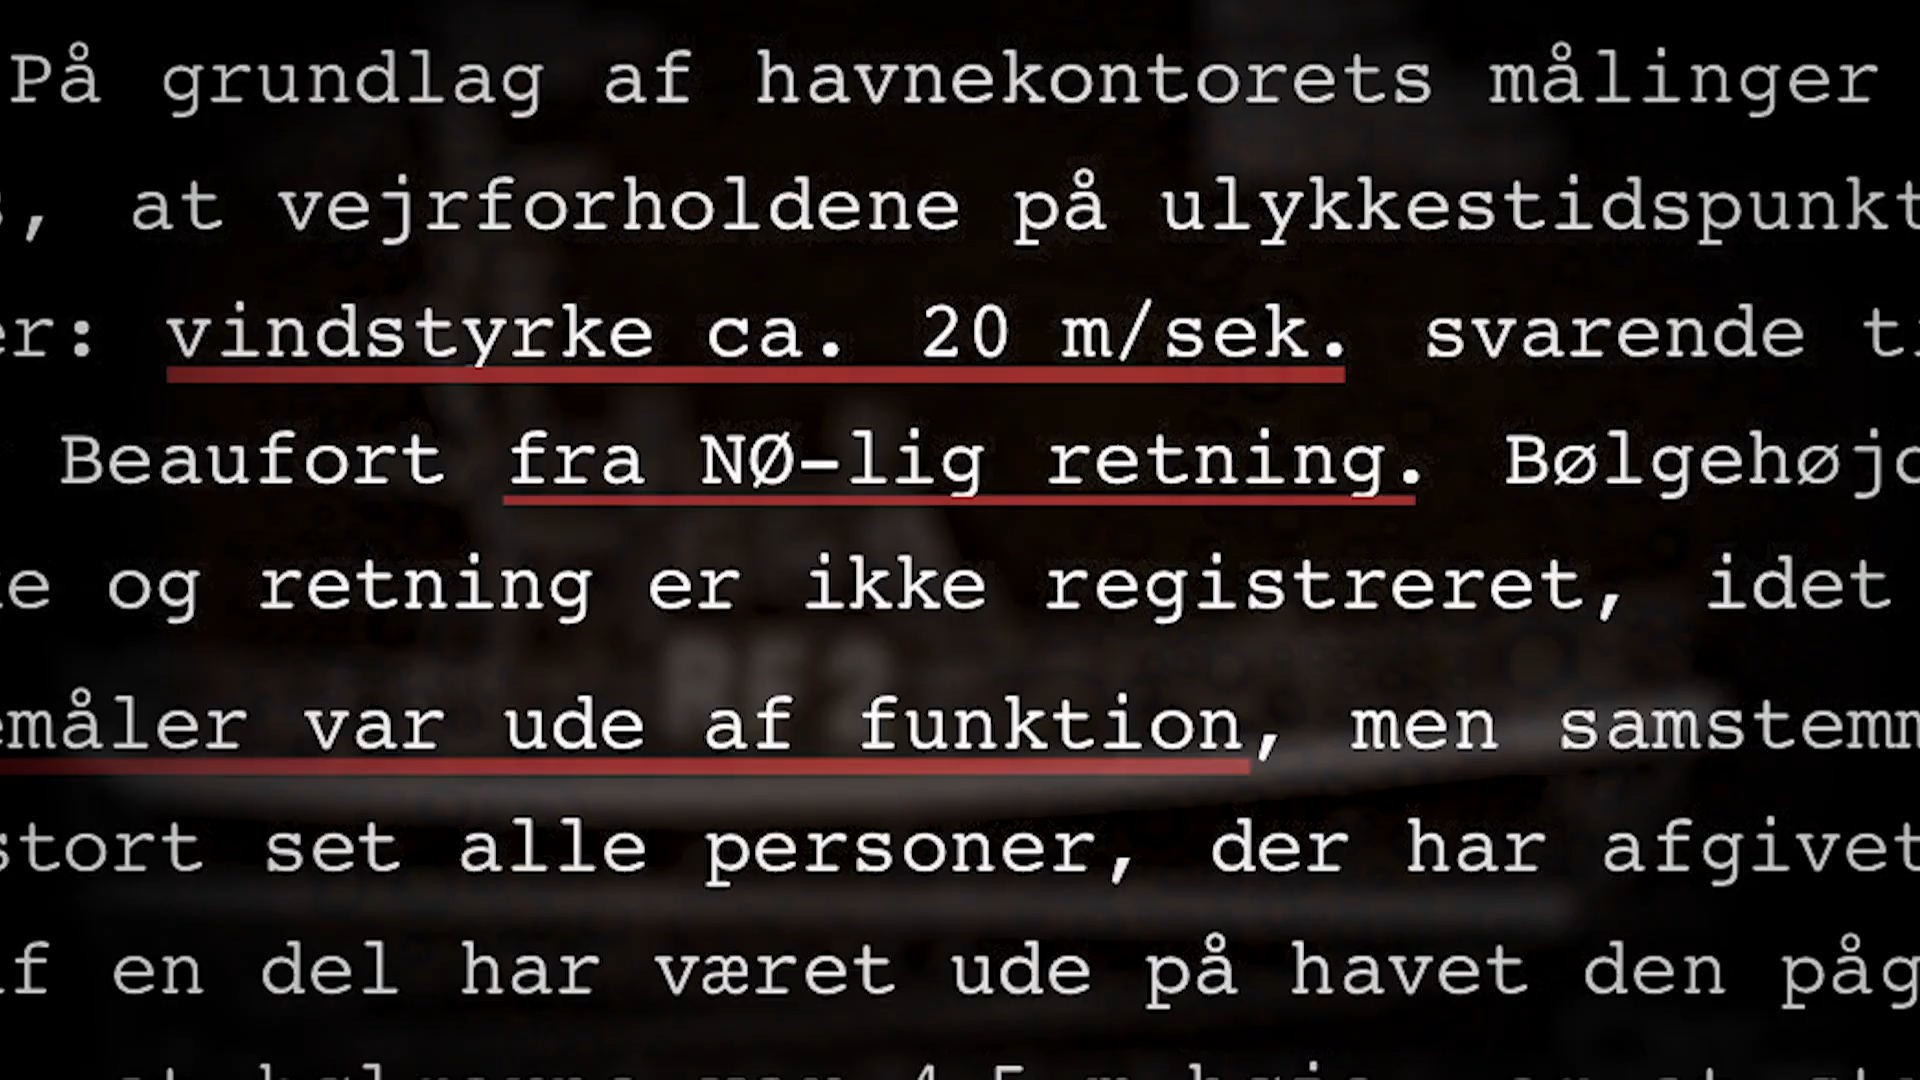 På grundlag af havnekontorets målinger
, at vejrforholdene på ulykkestidspunkt
er: vindstyrke ca. 20 m/sek. svarende
Beaufort fra NØ-lig retning. Bølgehøjd
og retning er ikke registreret, idet
emåler var ude af funktion, men samstemm
stort set alle personer, der har afgivet
af en del har været ude på havet den påg